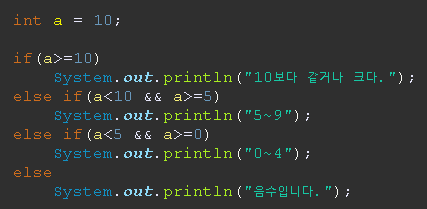 int a = 10;
if(a>=10)
System.out.println("10보다 같거나 크다.");
else if(a<10 && a>=5)
System.out.println("5~9");
else if(a<5 && a>=0)
System.out.println("0~4");
else
System.out.println("음수입니다.");